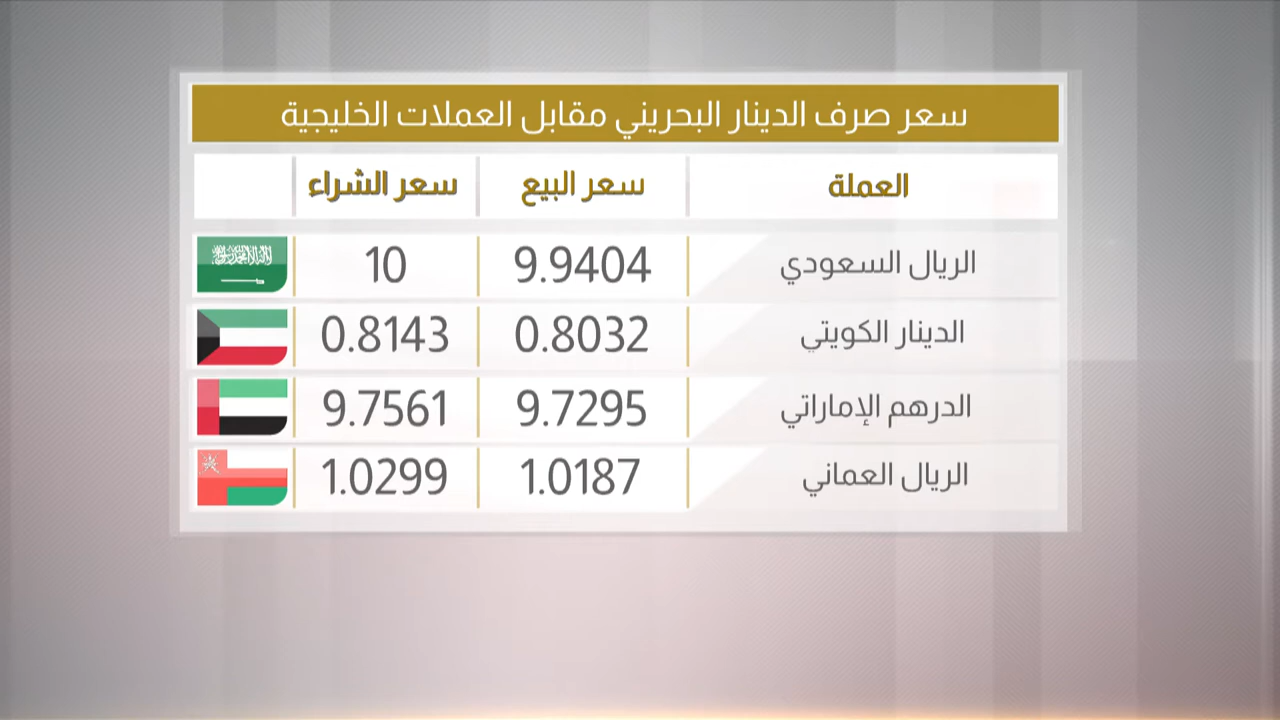 سعر صرف الدينار البحريني مقابل العملات الخليجية
العملة سعر البيع سعر الشراء
الريال السعودي 9.9404 10
الدينار الكويتي 0.8032 0.8143
الدرهم الإماراتي 9.7295 9.7561
الريال العماني 1.0187 1.0299